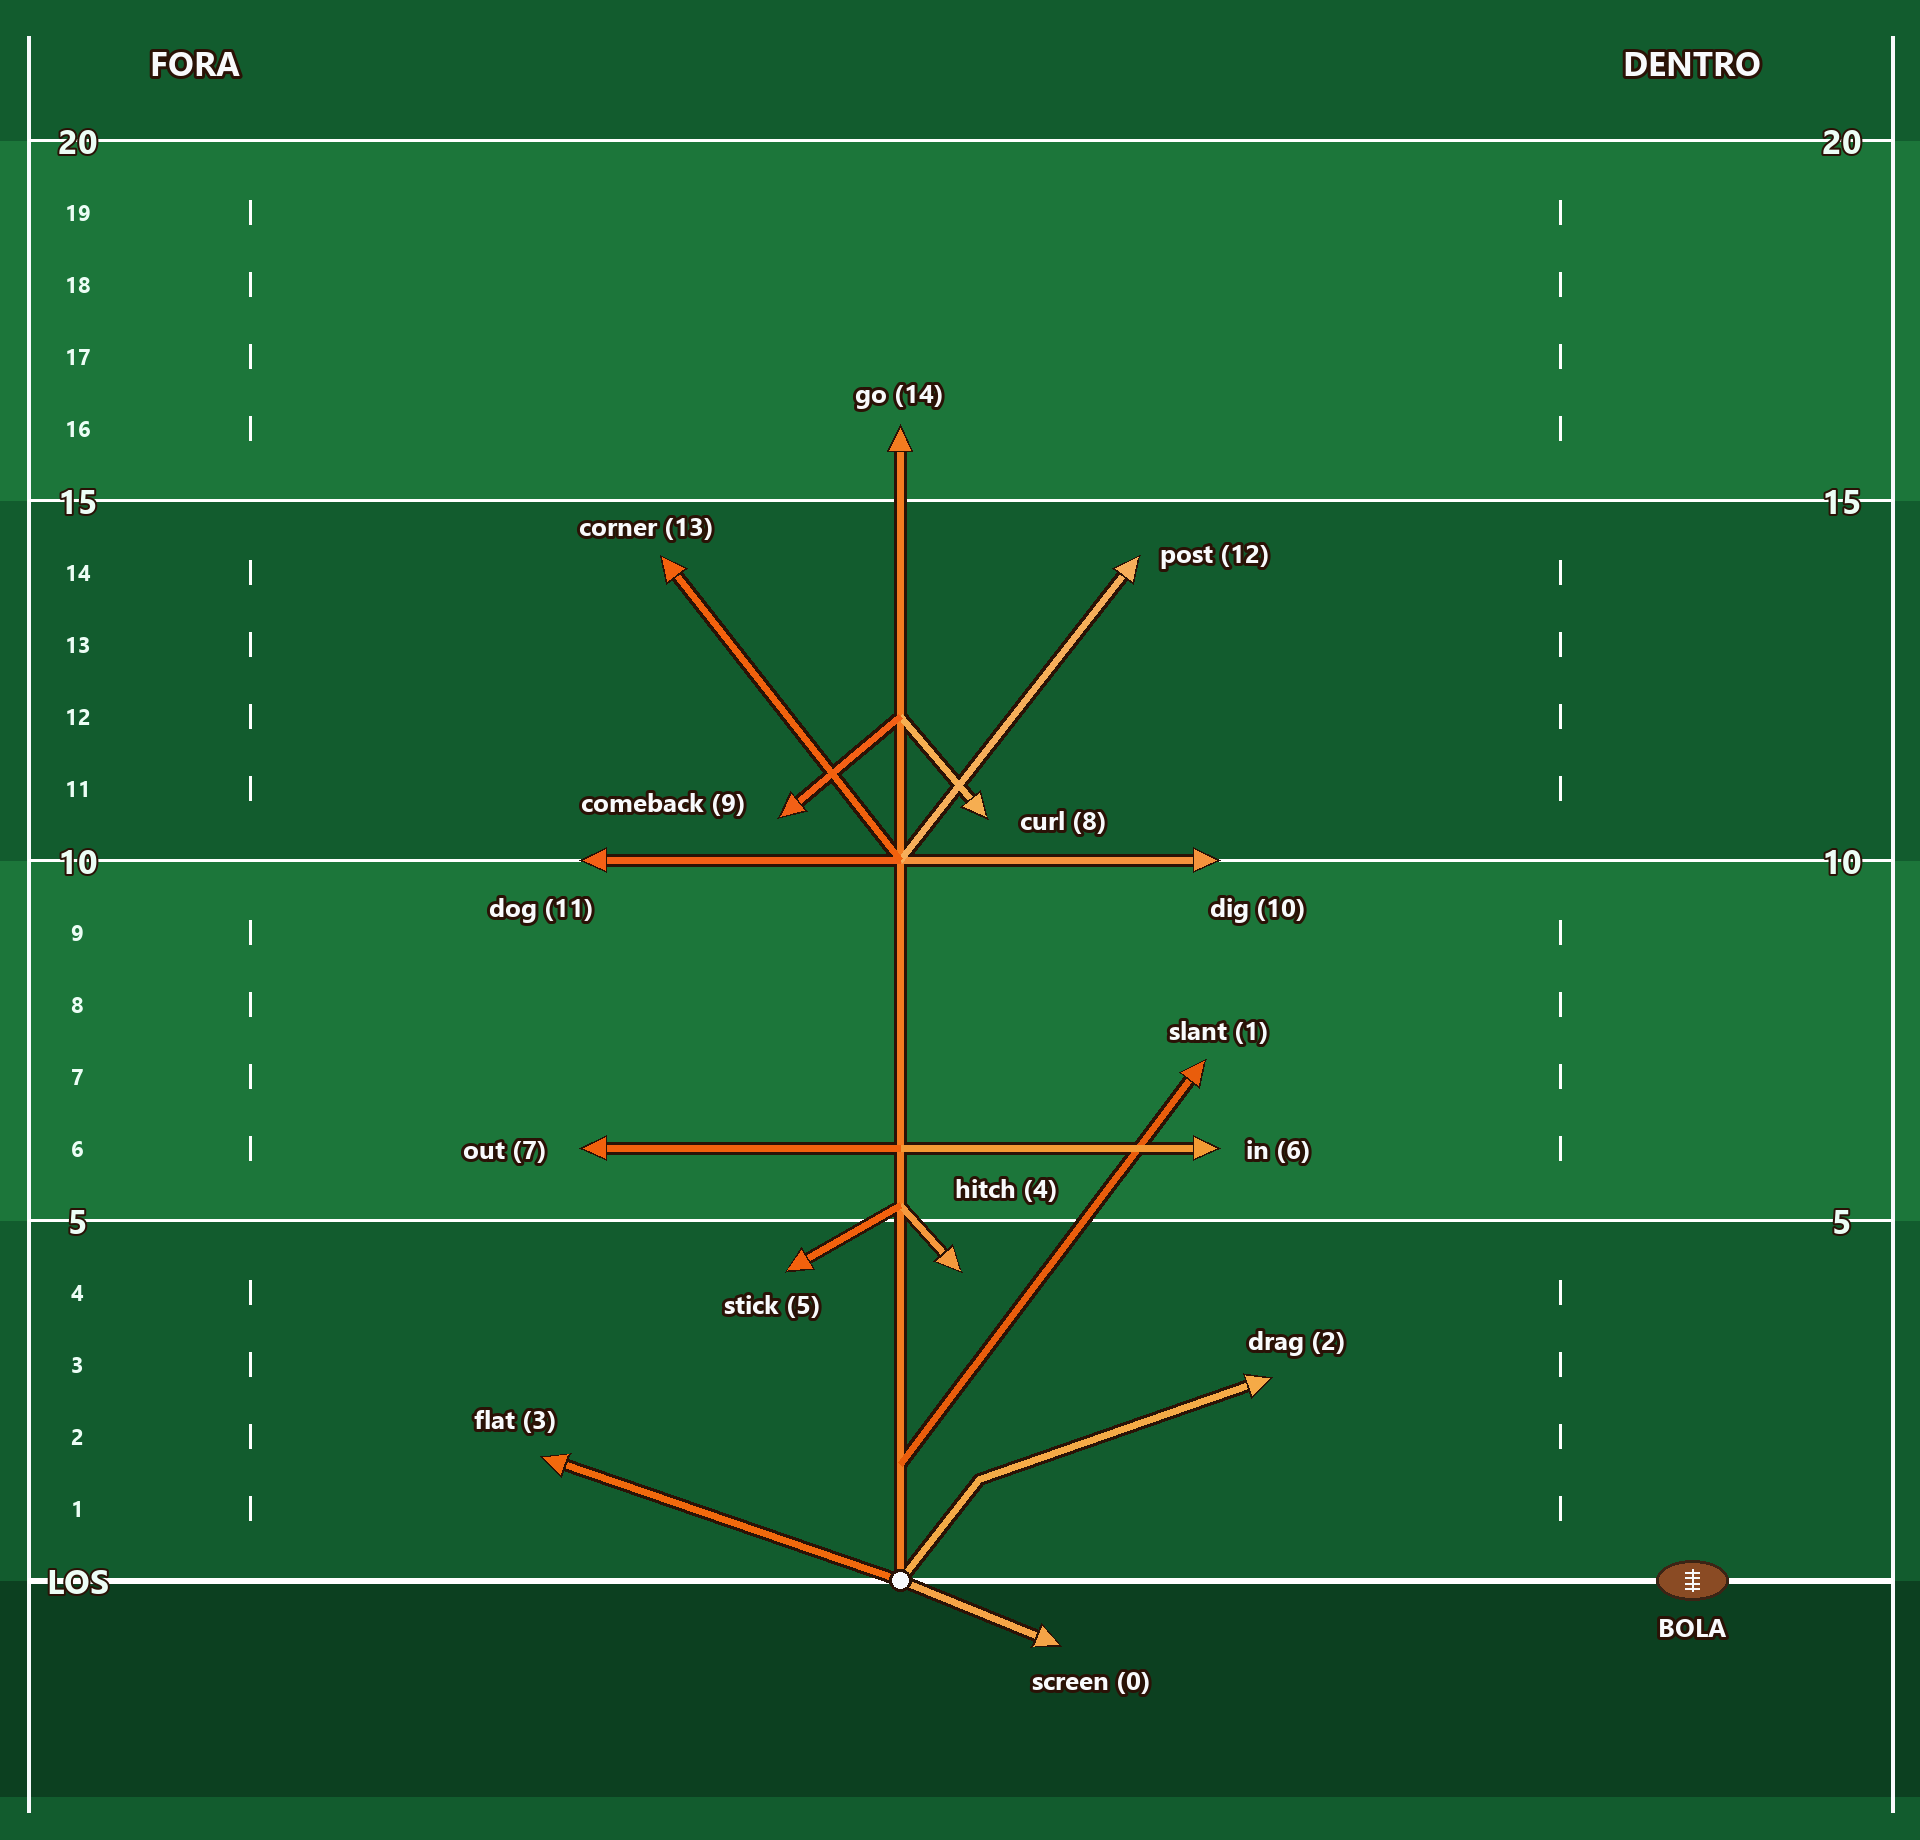 FORA
DENTRO
20
20
19
18
17
go (14)
16
15
15
corner (13)
post (12)
14
13
12
11
comeback (9)
curl (8)
10
10
dog (11)
dig (10)
9
8
slant (1)
7
out (7)
6
in (6)
hitch (4)
5
5
4
stick (5)
drag (2)
3
flat (3)
2
1
LOS
BOLA
screen (0)